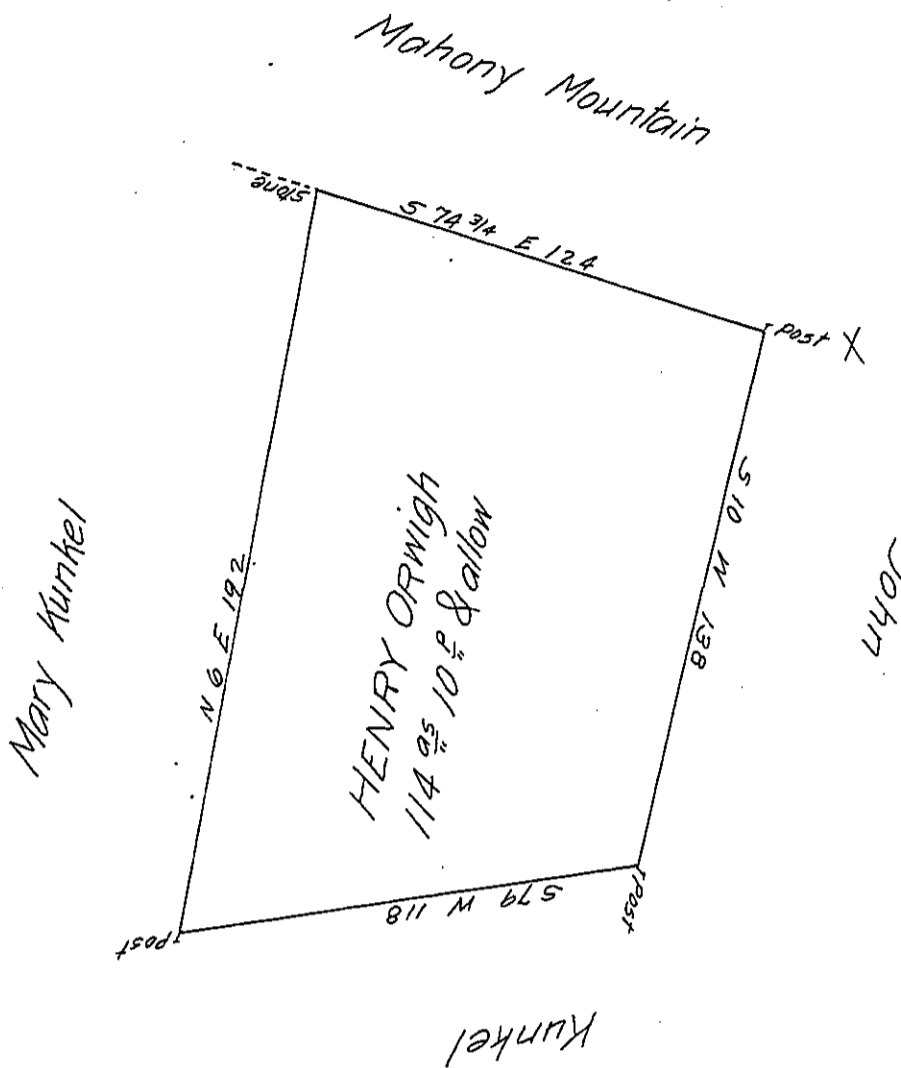 Mahony Mountain
Stone
S 74 3/4 E 124
Post X
S 10 W 138
John
Post
S 79 W 118
Post
Kunkel
N 6 E 192
Mary Kunkel
HENRY ORWIGH
114 as 10 P & allow